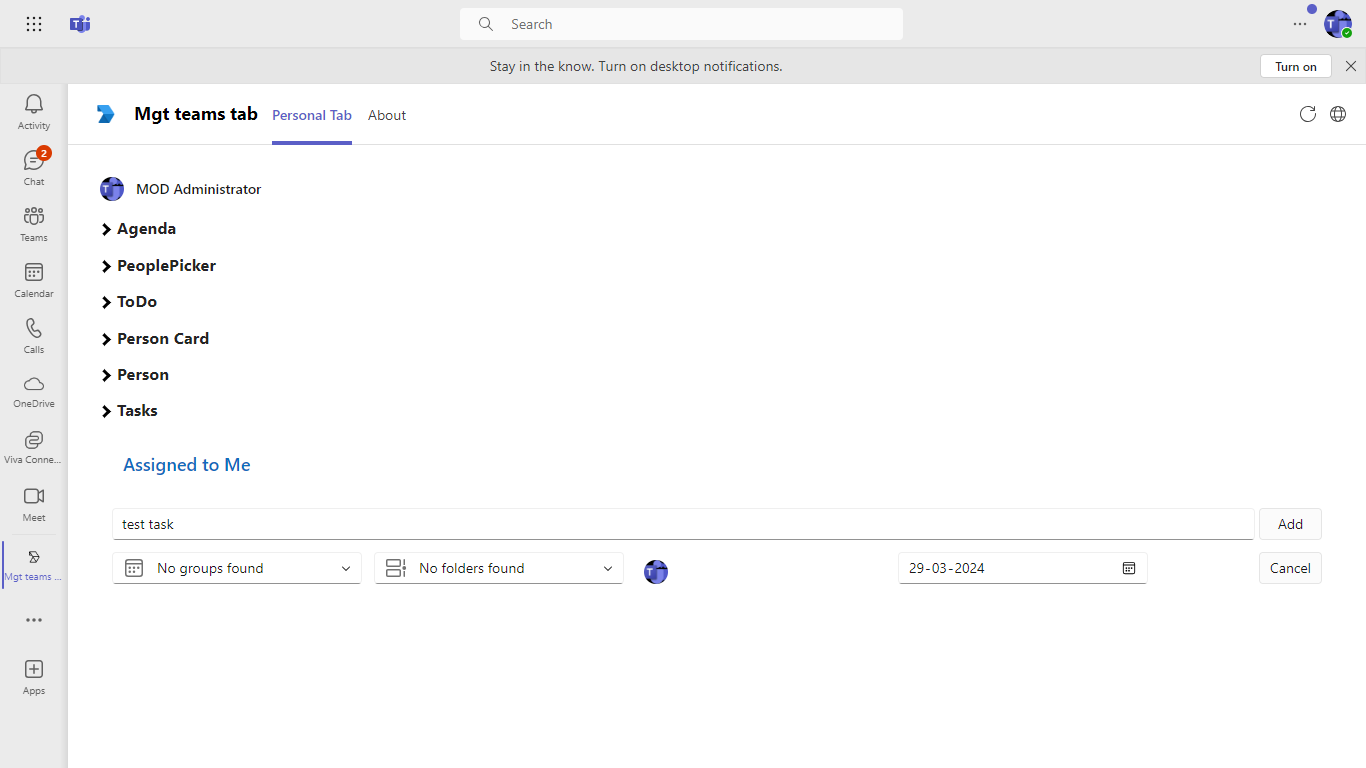 Search
Stay in the know. Turn on desktop notifications.
Turn on
Activity
2
Chat
Teams
Calendar
Calls
OneDrive
Viva Conne...
Meet
Mgt teams ...
Apps
Mgt teams tab
Personal Tab
About
MOD Administrator
Agenda
PeoplePicker
ToDo
Person Card
Person
Tasks
Assigned to Me
test task
Add
No groups found
No folders found
29-03-2024
Cancel